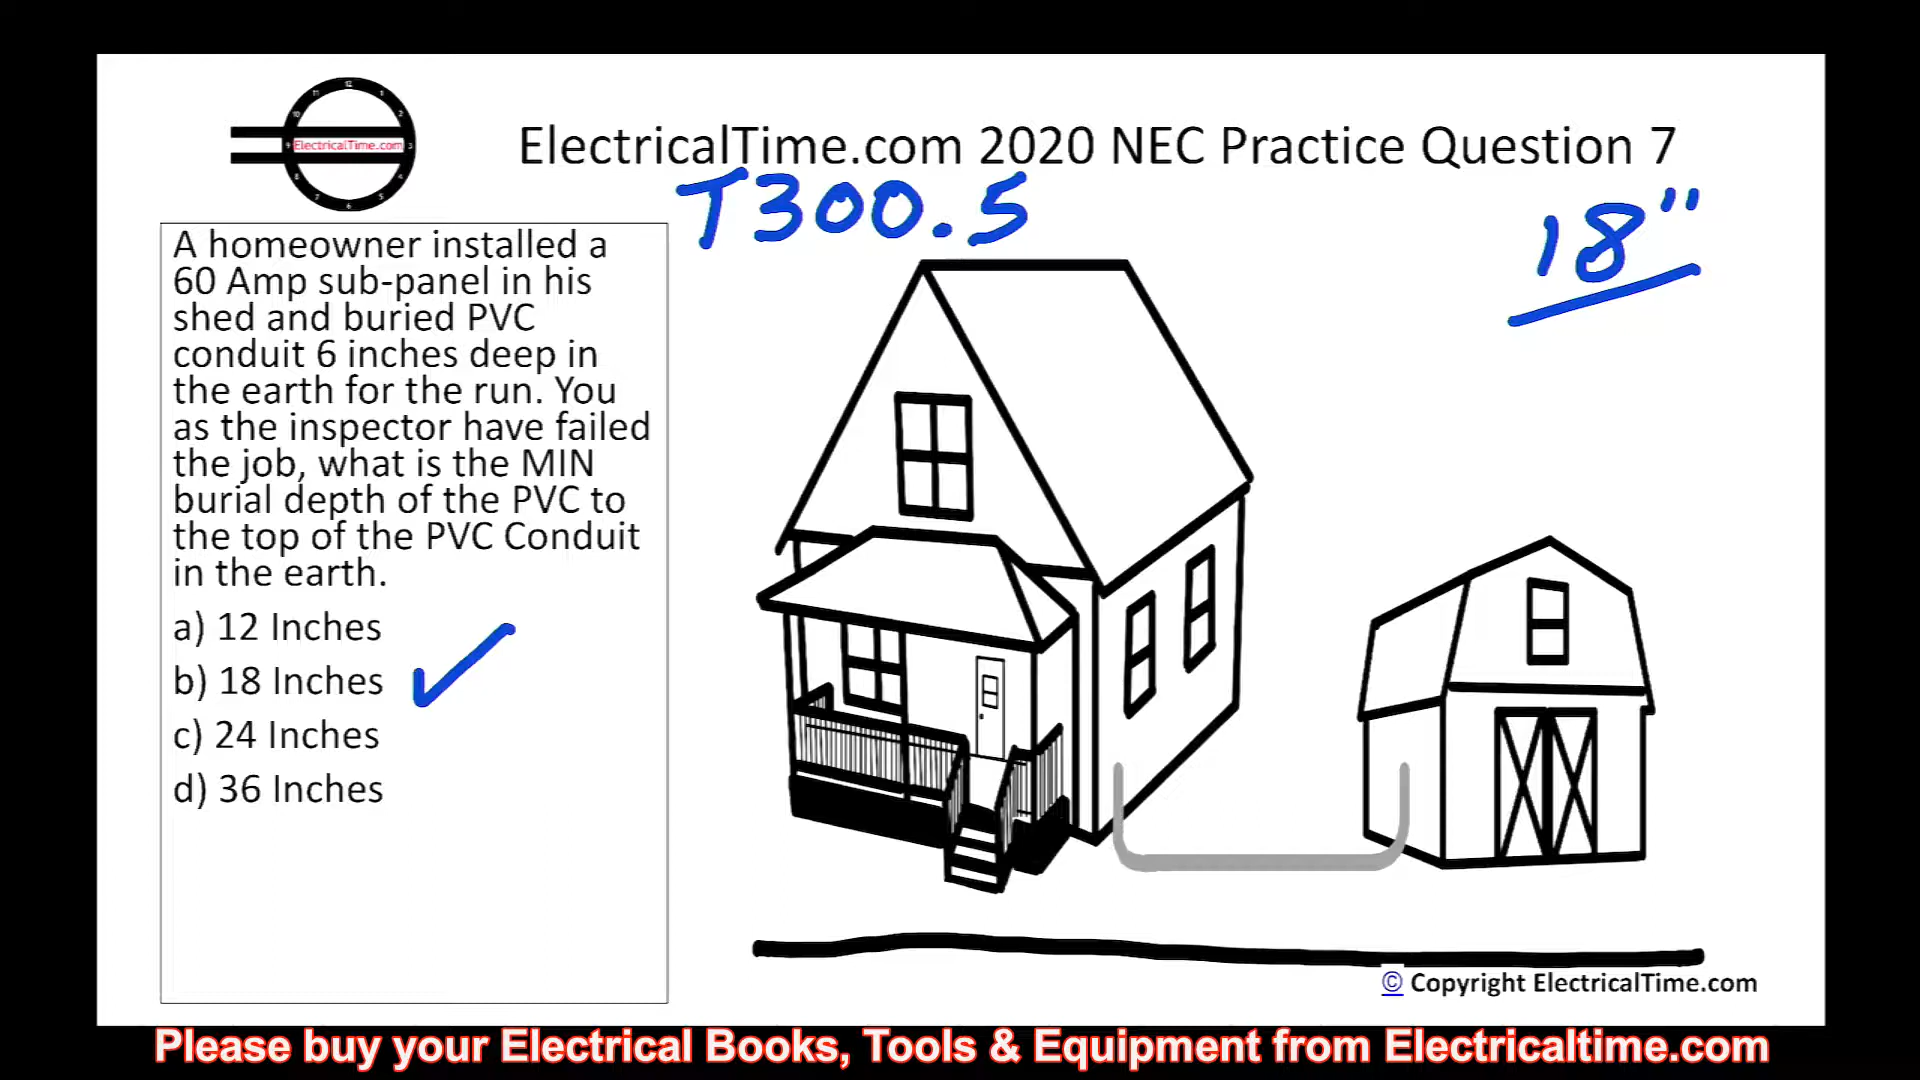 ElectricalTime.com
ElectricalTime.com 2020 NEC Practice Question 7
T300.5
18"
A homeowner installed a
60 Amp sub-panel in his
shed and buried PVC
conduit 6 inches deep in
the earth for the run. You
as the inspector have failed
the job, what is the MIN
burial depth of the PVC to
the top of the PVC Conduit
in the earth.
a) 12 Inches
b) 18 Inches
c) 24 Inches
d) 36 Inches
© Copyright ElectricalTime.com
Please buy your Electrical Books, Tools & Equipment from Electricaltime.com